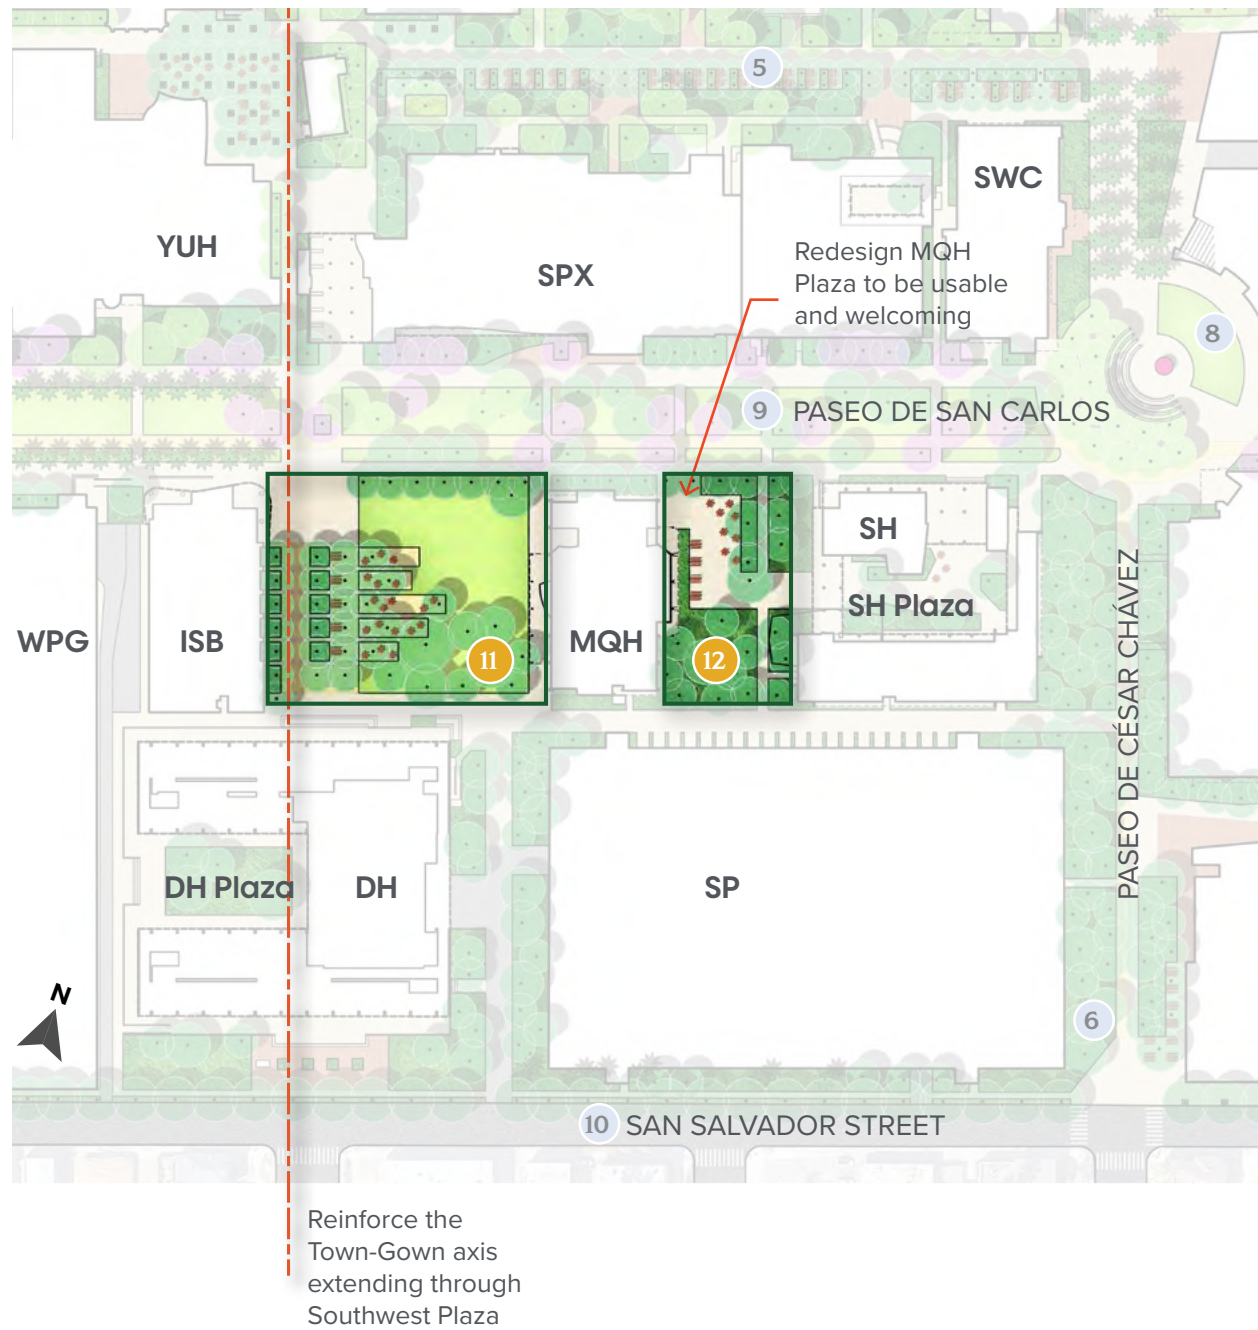 5
SWC
YUH
Redesign MQH
Plaza to be usable
and welcoming
SPX
8
9 PASEO DE SAN CARLOS
SH
SH Plaza
WPG
ISB
11
MQH
12
PASEO DE CÉSAR CHÁVEZ
DH Plaza
DH
SP
N
6
10 SAN SALVADOR STREET
Reinforce the
Town-Gown axis
extending through
Southwest Plaza